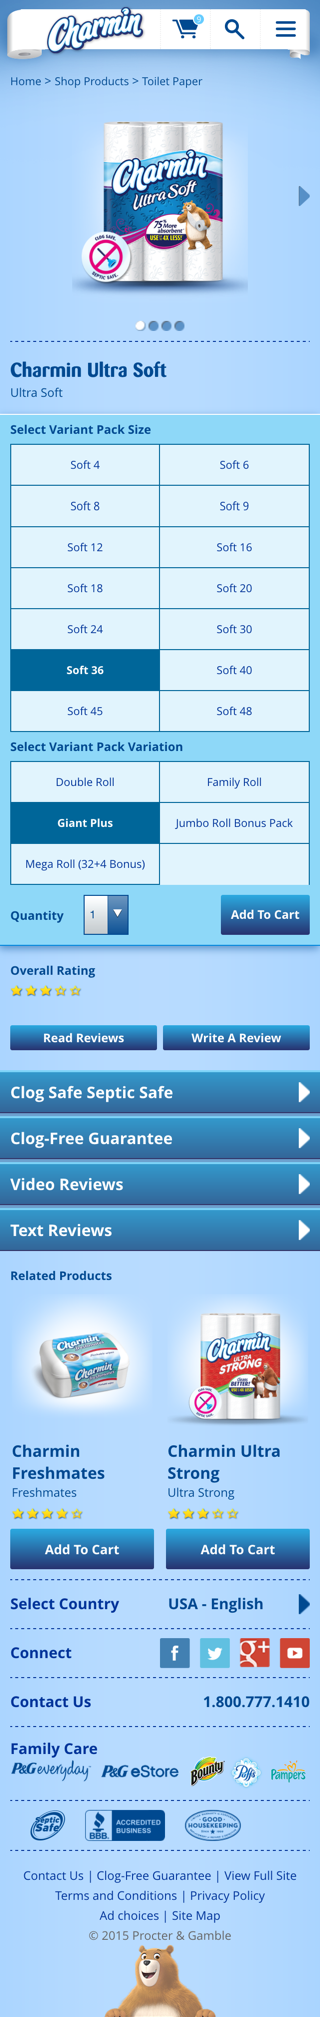 Charmin
9
Home > Shop Products > Toilet Paper
Charmin
Ultra Soft
75% More
absorbent
USE UP TO 4X LESS!
CLOG SAFE.
SEPTIC SAFE.
Charmin Ultra Soft
Ultra Soft
Select Variant Pack Size
Soft 4
Soft 6
Soft 8
Soft 9
Soft 12
Soft 16
Soft 18
Soft 20
Soft 24
Soft 30
Soft 36
Soft 40
Soft 45
Soft 48
Select Variant Pack Variation
Double Roll
Family Roll
Giant Plus
Jumbo Roll Bonus Pack
Mega Roll (32+4 Bonus)
Quantity
1
Add To Cart
Overall Rating
Read Reviews
Write A Review
Clog Safe Septic Safe
Clog-Free Guarantee
Video Reviews
Text Reviews
Related Products
Charmin
Charmin
Charmin
ULTRA
STRONG
Charmin Freshmates
Freshmates
Charmin Ultra Strong
Ultra Strong
Add To Cart
Add To Cart
Select Country
USA - English
Connect
f
g+
Contact Us
1.800.777.1410
Family Care
P&G everyday
P&G eStore
Bounty
Puffs
Pampers
Septic Safe
BBB
ACCREDITED BUSINESS
GOOD HOUSEKEEPING
Contact Us | Clog-Free Guarantee | View Full Site
Terms and Conditions | Privacy Policy
Ad choices | Site Map
© 2015 Procter & Gamble